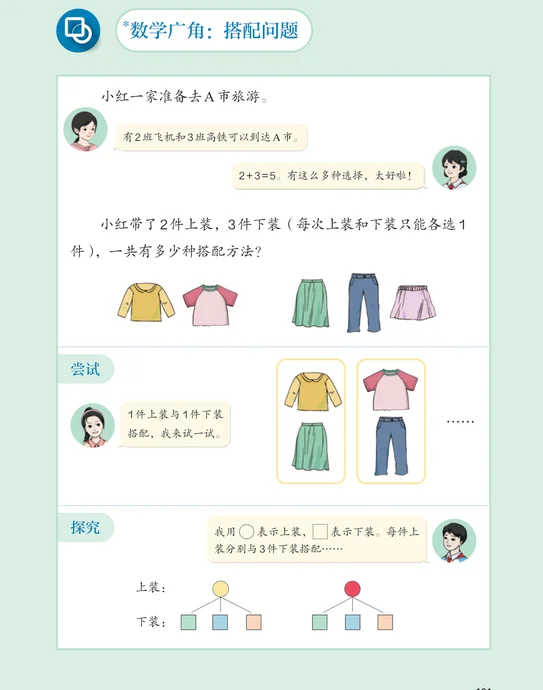 *数学广角：搭配问题
小红一家准备去A市旅游。
有2班飞机和3班高铁可以到达A市。
2+3=5。有这么多种选择，太好啦！
小红带了2件上装，3件下装（每次上装和下装只能各选1
件），一共有多少种搭配方法？
尝试
1件上装与1件下装
搭配，我来试一试。
……
探究
我用○表示上装，□表示下装。每件上
装分别与3件下装搭配……
上装：
下装：